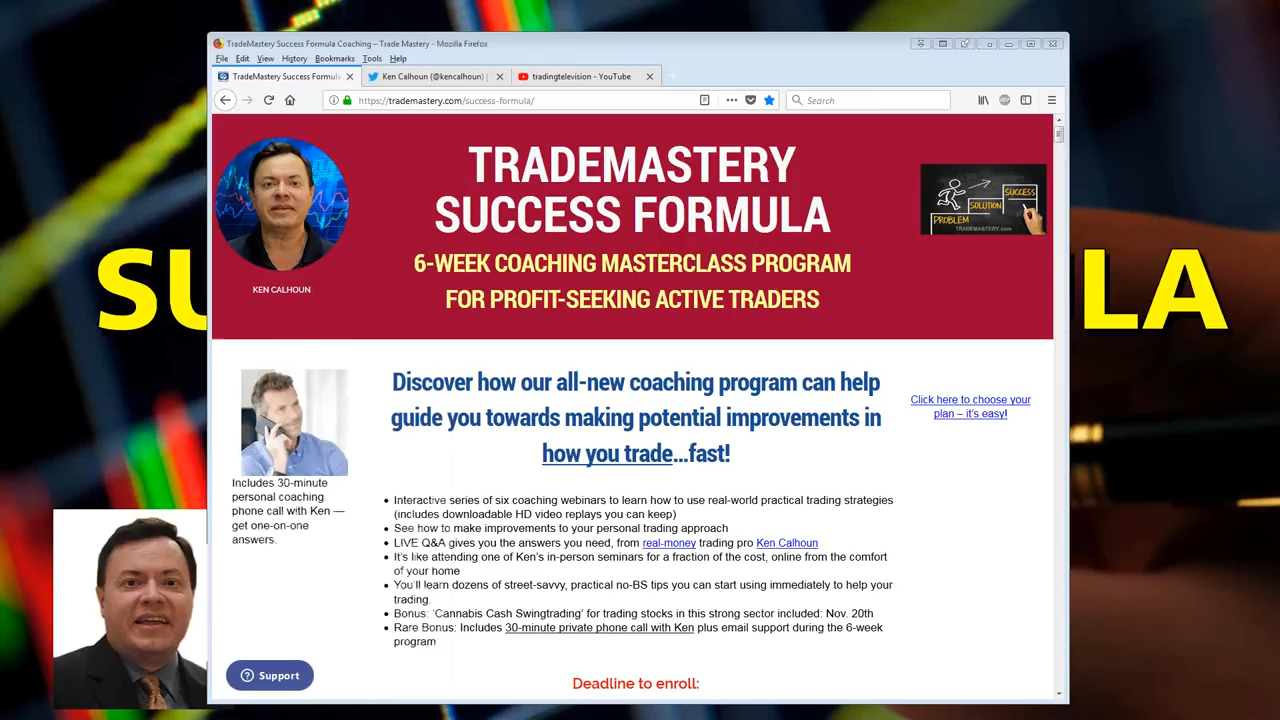 TradeMastery Success Formula Coaching – Trade Mastery - Mozilla Firefox
File Edit View History Bookmarks Tools Help
TradeMastery Success Formula
Ken Calhoun (@kencalhoun) |
tradingtelevision - YouTube
https://trademastery.com/success-formula/
Search
TRADEMASTERY
SUCCESS FORMULA
6-WEEK COACHING MASTERCLASS PROGRAM
FOR PROFIT-SEEKING ACTIVE TRADERS
KEN CALHOUN
SUCCESS
SOLUTION
PROBLEM
TRADEMASTERY.com
SU
LA
Discover how our all-new coaching program can help
guide you towards making potential improvements in
how you trade...fast!
Click here to choose your
plan – it's easy!
Includes 30-minute
personal coaching
phone call with Ken —
get one-on-one
answers.
• Interactive series of six coaching webinars to learn how to use real-world practical trading strategies
(includes downloadable HD video replays you can keep)
• See how to make improvements to your personal trading approach
• LIVE Q&A gives you the answers you need, from real-money trading pro Ken Calhoun
• It's like attending one of Ken's in-person seminars for a fraction of the cost, online from the comfort
of your home
• You'll learn dozens of street-savvy, practical no-BS tips you can start using immediately to help your
trading.
• Bonus: 'Cannabis Cash Swingtrading' for trading stocks in this strong sector included: Nov. 20th
• Rare Bonus: Includes 30-minute private phone call with Ken plus email support during the 6-week
program
Support
Deadline to enroll: